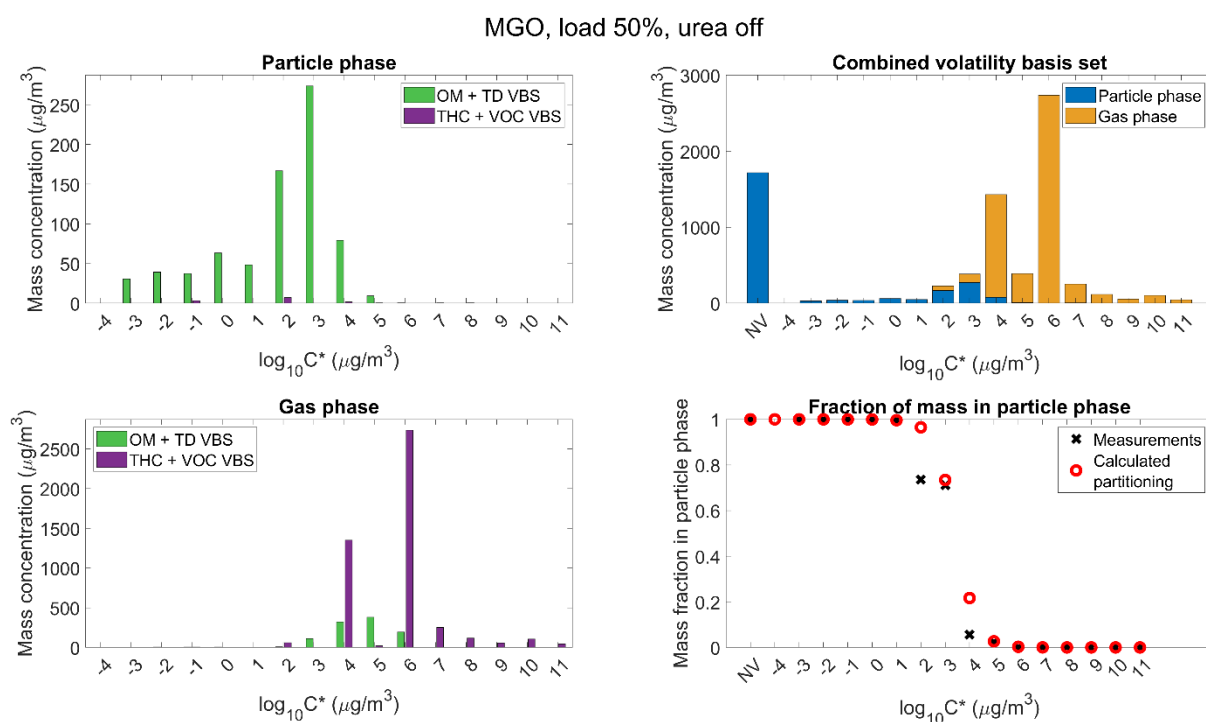 MGO, load 50%, urea off
Particle phase
Mass concentration (μg/m³)
250
200
150
100
50
0
OM + TD VBS
THC + VOC VBS
-4 -3 -2 -1 0 1 2 3 4 5 6 7 8 9 10 11
log₁₀C* (μg/m³)
Combined volatility basis set
Mass concentration (μg/m³)
3000
2000
1000
0
Particle phase
Gas phase
NV -4 -3 -2 -1 0 1 2 3 4 5 6 7 8 9 10 11
log₁₀C* (μg/m³)
Gas phase
Mass concentration (μg/m³)
2500
2000
1500
1000
500
0
OM + TD VBS
THC + VOC VBS
-4 -3 -2 -1 0 1 2 3 4 5 6 7 8 9 10 11
log₁₀C* (μg/m³)
Fraction of mass in particle phase
Mass fraction in particle phase
1
0.8
0.6
0.4
0.2
0
Measurements
Calculated
partitioning
NV -4 -3 -2 -1 0 1 2 3 4 5 6 7 8 9 10 11
log₁₀C* (μg/m³)